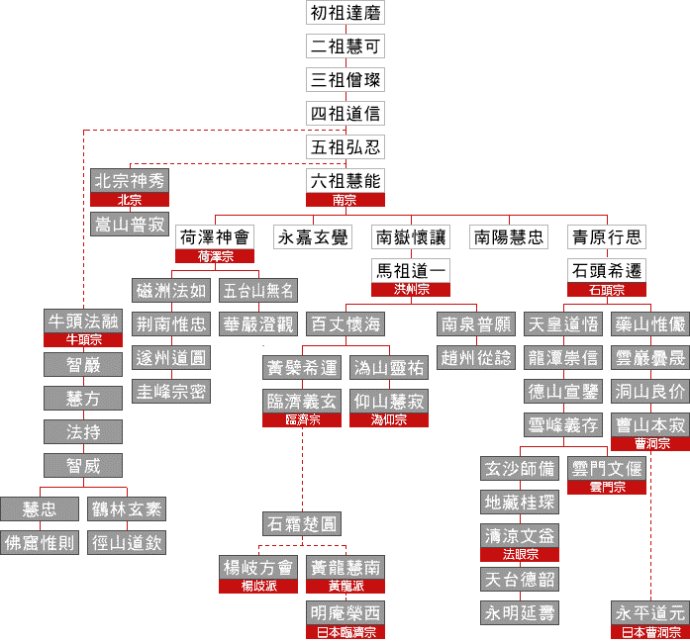 初祖達磨
二祖慧可
三祖僧璨
四祖道信
五祖弘忍
北宗神秀
北宗
六祖慧能
南宗
嵩山普寂
荷澤神會
荷澤宗
永嘉玄覺
南嶽懷讓
南陽慧忠
青原行思
馬祖道一
洪州宗
石頭希遷
石頭宗
磁洲法如
五台山無名
牛頭法融
牛頭宗
荆南惟忠
華嚴澄觀
百丈懷海
南泉普願
天皇道悟
藥山惟儼
智巖
遂州道圓
黃檗希運
溈山靈祐
趙州從諗
龍潭崇信
雲巖曇晟
慧方
圭峰宗密
臨濟義玄
臨濟宗
仰山慧寂
溈仰宗
德山宣鑒
洞山良价
法持
雪峰義存
曹山本寂
曹洞宗
智威
玄沙師備
雲門文偃
雲門宗
慧忠
鶴林玄素
地藏桂琛
佛窟惟則
徑山道欽
石霜楚圓
清涼文益
法眼宗
楊岐方會
楊岐派
黃龍慧南
黃龍派
天台德韶
明庵榮西
日本臨濟宗
永明延壽
永平道元
日本曹洞宗